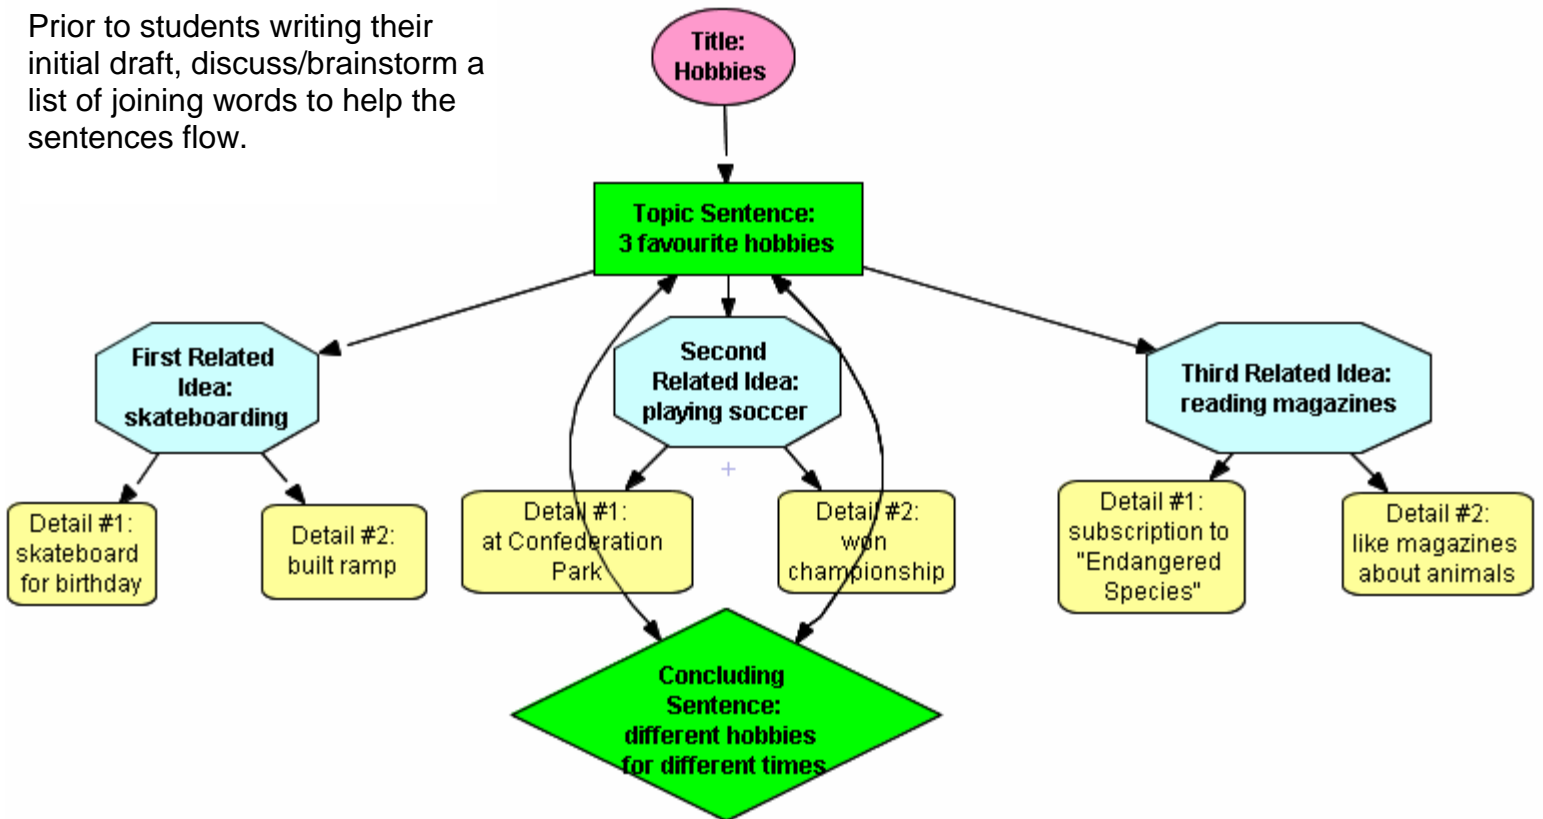 Prior to students writing their
initial draft, discuss/brainstorm a
list of joining words to help the
sentences flow.
Title:
Hobbies
Topic Sentence:
3 favourite hobbies
First Related
Idea:
skateboarding
Second
Related Idea:
playing soccer
Third Related Idea:
reading magazines
Detail #1:
skateboard
for birthday
Detail #2:
built ramp
Detail #1:
at Confederation
Park
Detail #2:
won
championship
Detail #1:
subscription to
"Endangered
Species"
Detail #2:
like magazines
about animals
Concluding
Sentence:
different hobbies
for different times